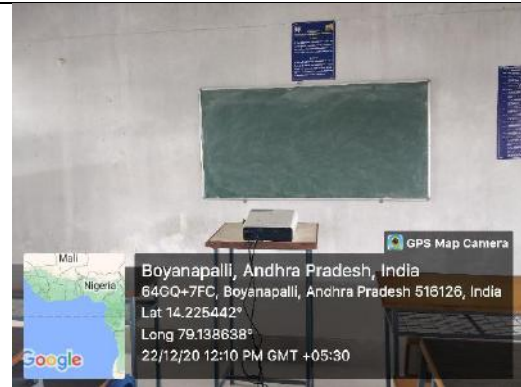 GPS Map Camera
Mali
Nigeria
Google
Boyanapalli, Andhra Pradesh, India
64GQ+7FC, Boyanapalli, Andhra Pradesh 516126, India
Lat 14.225442°
Long 79.138638°
22/12/20 12:10 PM GMT +05:30